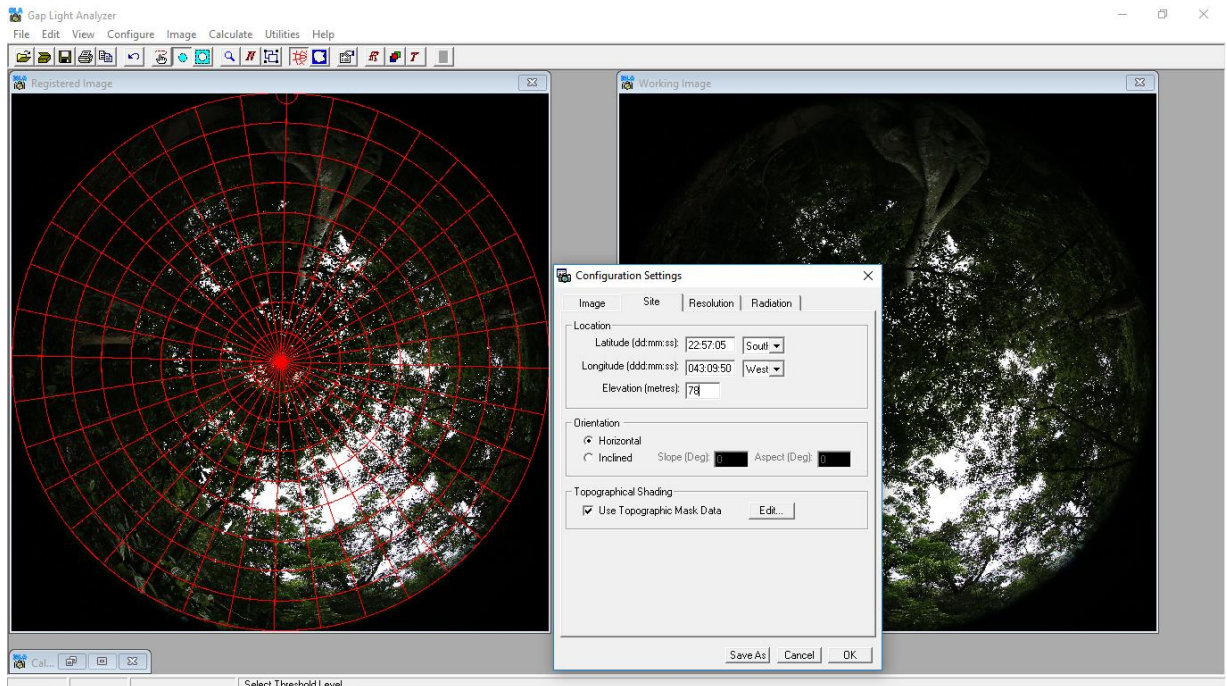 Gap Light Analyzer
File Edit View Configure Image Calculate Utilities Help
Registered Image
Working Image
Configuration Settings
Image Site Resolution Radiation
Location
Latitude (dd:mm:ss): 22:57:05 South
Longitude (ddd:mm:ss): 043:09:50 West
Elevation (metres): 78
Orientation
Horizontal
Inclined Slope (Deg): 0 Aspect (Deg): 0
Topographical Shading
Use Topographic Mask Data Edit...
Save As Cancel OK
Cal...
Select Threshold Level